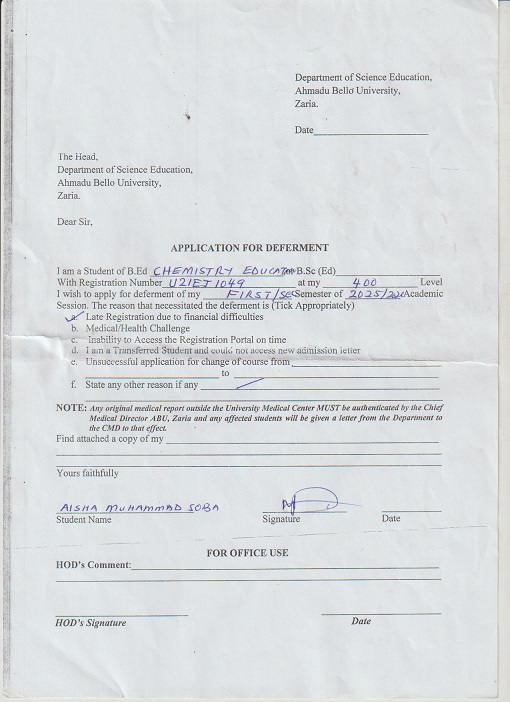 Department of Science Education,
Ahmadu Bello University,
Zaria.
Date
The Head,
Department of Science Education,
Ahmadu Bello University,
Zaria.
Dear Sir,
APPLICATION FOR DEFERMENT
I am a Student of B.Ed CHEMISTRY EDUCATION B.Sc (Ed)
With Registration Number U21EJ1049 at my 400 Level
I wish to apply for deferment of my FIRST/SEC Semester of 2025/ Academic
Session. The reason that necessitated the deferment is (Tick Appropriately)
a. Late Registration due to financial difficulties
b. Medical/Health Challenge
c. Inability to Access the Registration Portal on time
d. I am a Transferred Student and could not access new admission letter
e. Unsuccessful application for change of course from
to
f. State any other reason if any
NOTE: Any original medical report outside the University Medical Center MUST be authenticated by the Chief
Medical Director ABU, Zaria and any affected students will be given a letter from the Department to
the CMD to that effect.
Find attached a copy of my
Yours faithfully
AISHA MUHAMMAD SOBA
Student Name Signature Date
FOR OFFICE USE
HOD's Comment:
HOD's Signature Date